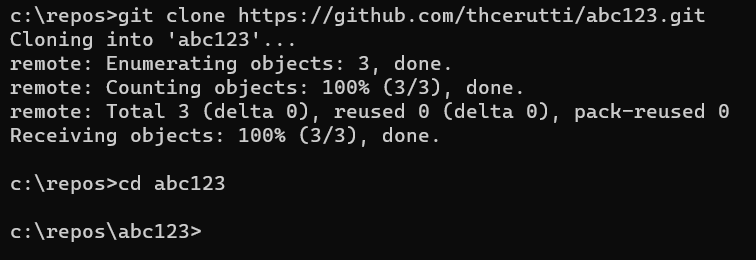 c:\repos>git clone https://github.com/thcerutti/abc123.git
Cloning into 'abc123'...
remote: Enumerating objects: 3, done.
remote: Counting objects: 100% (3/3), done.
remote: Total 3 (delta 0), reused 0 (delta 0), pack-reused 0
Receiving objects: 100% (3/3), done.
c:\repos>cd abc123
c:\repos\abc123>